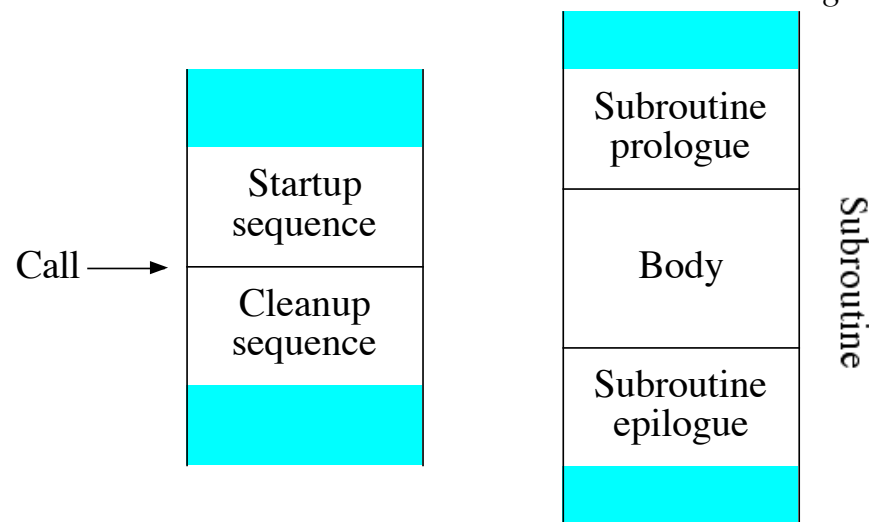 Startup
sequence
Call
Cleanup
sequence
Subroutine
prologue
Body
Subroutine
epilogue
Subroutine